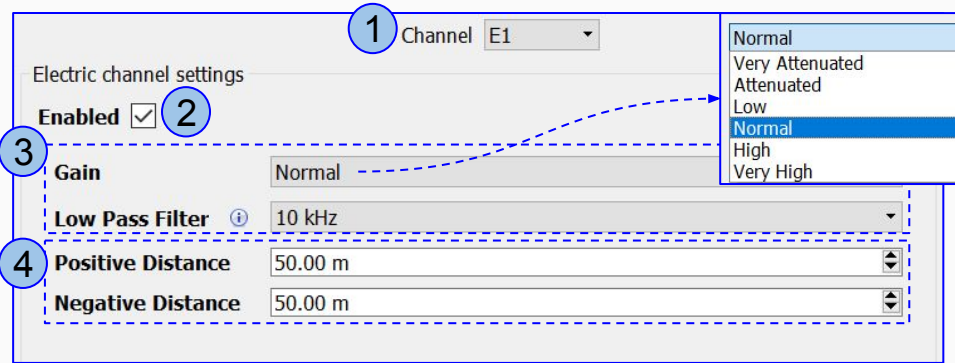 1 Channel E1
Electric channel settings
Enabled 2
3
Gain Normal
Low Pass Filter 10 kHz
4
Positive Distance 50.00 m
Negative Distance 50.00 m
Normal
Very Attenuated
Attenuated
Low
Normal
High
Very High